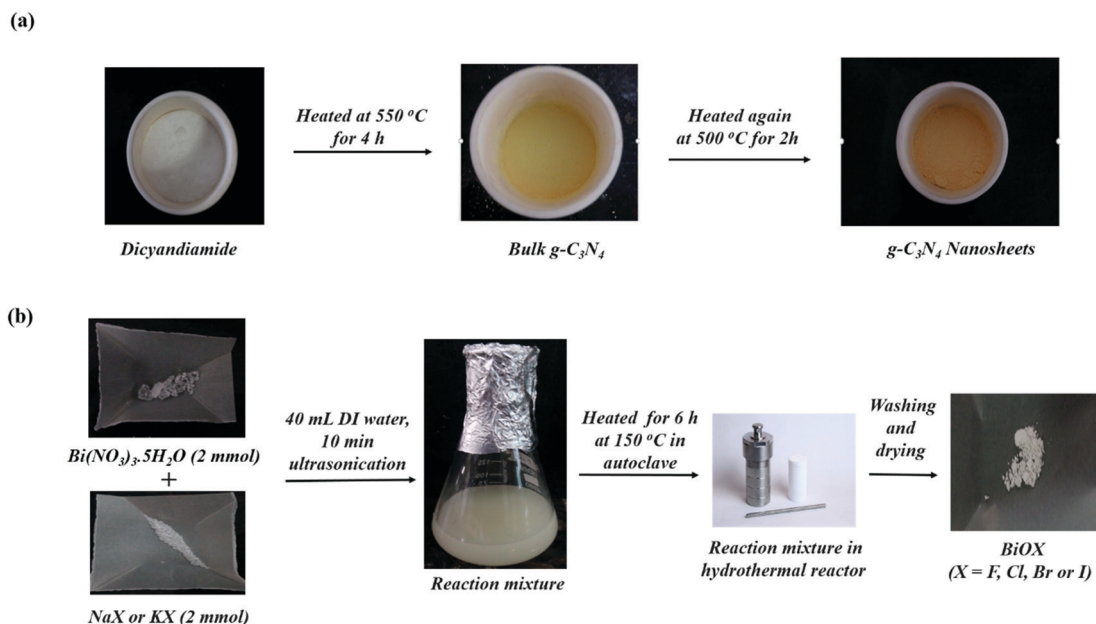 (a)
Heated at 550 °C
for 4 h
Heated again
at 500 °C for 2h
Dicyandiamide
Bulk g-C₃N₄
g-C₃N₄ Nanosheets
(b)
Bi(NO₃)₃.5H₂O (2 mmol)
+
NaX or KX (2 mmol)
40 mL DI water,
10 min
ultrasonication
Reaction mixture
Heated for 6 h
at 150 °C in
autoclave
Reaction mixture in
hydrothermal reactor
Washing
and
drying
BiOX
(X = F, Cl, Br or I)